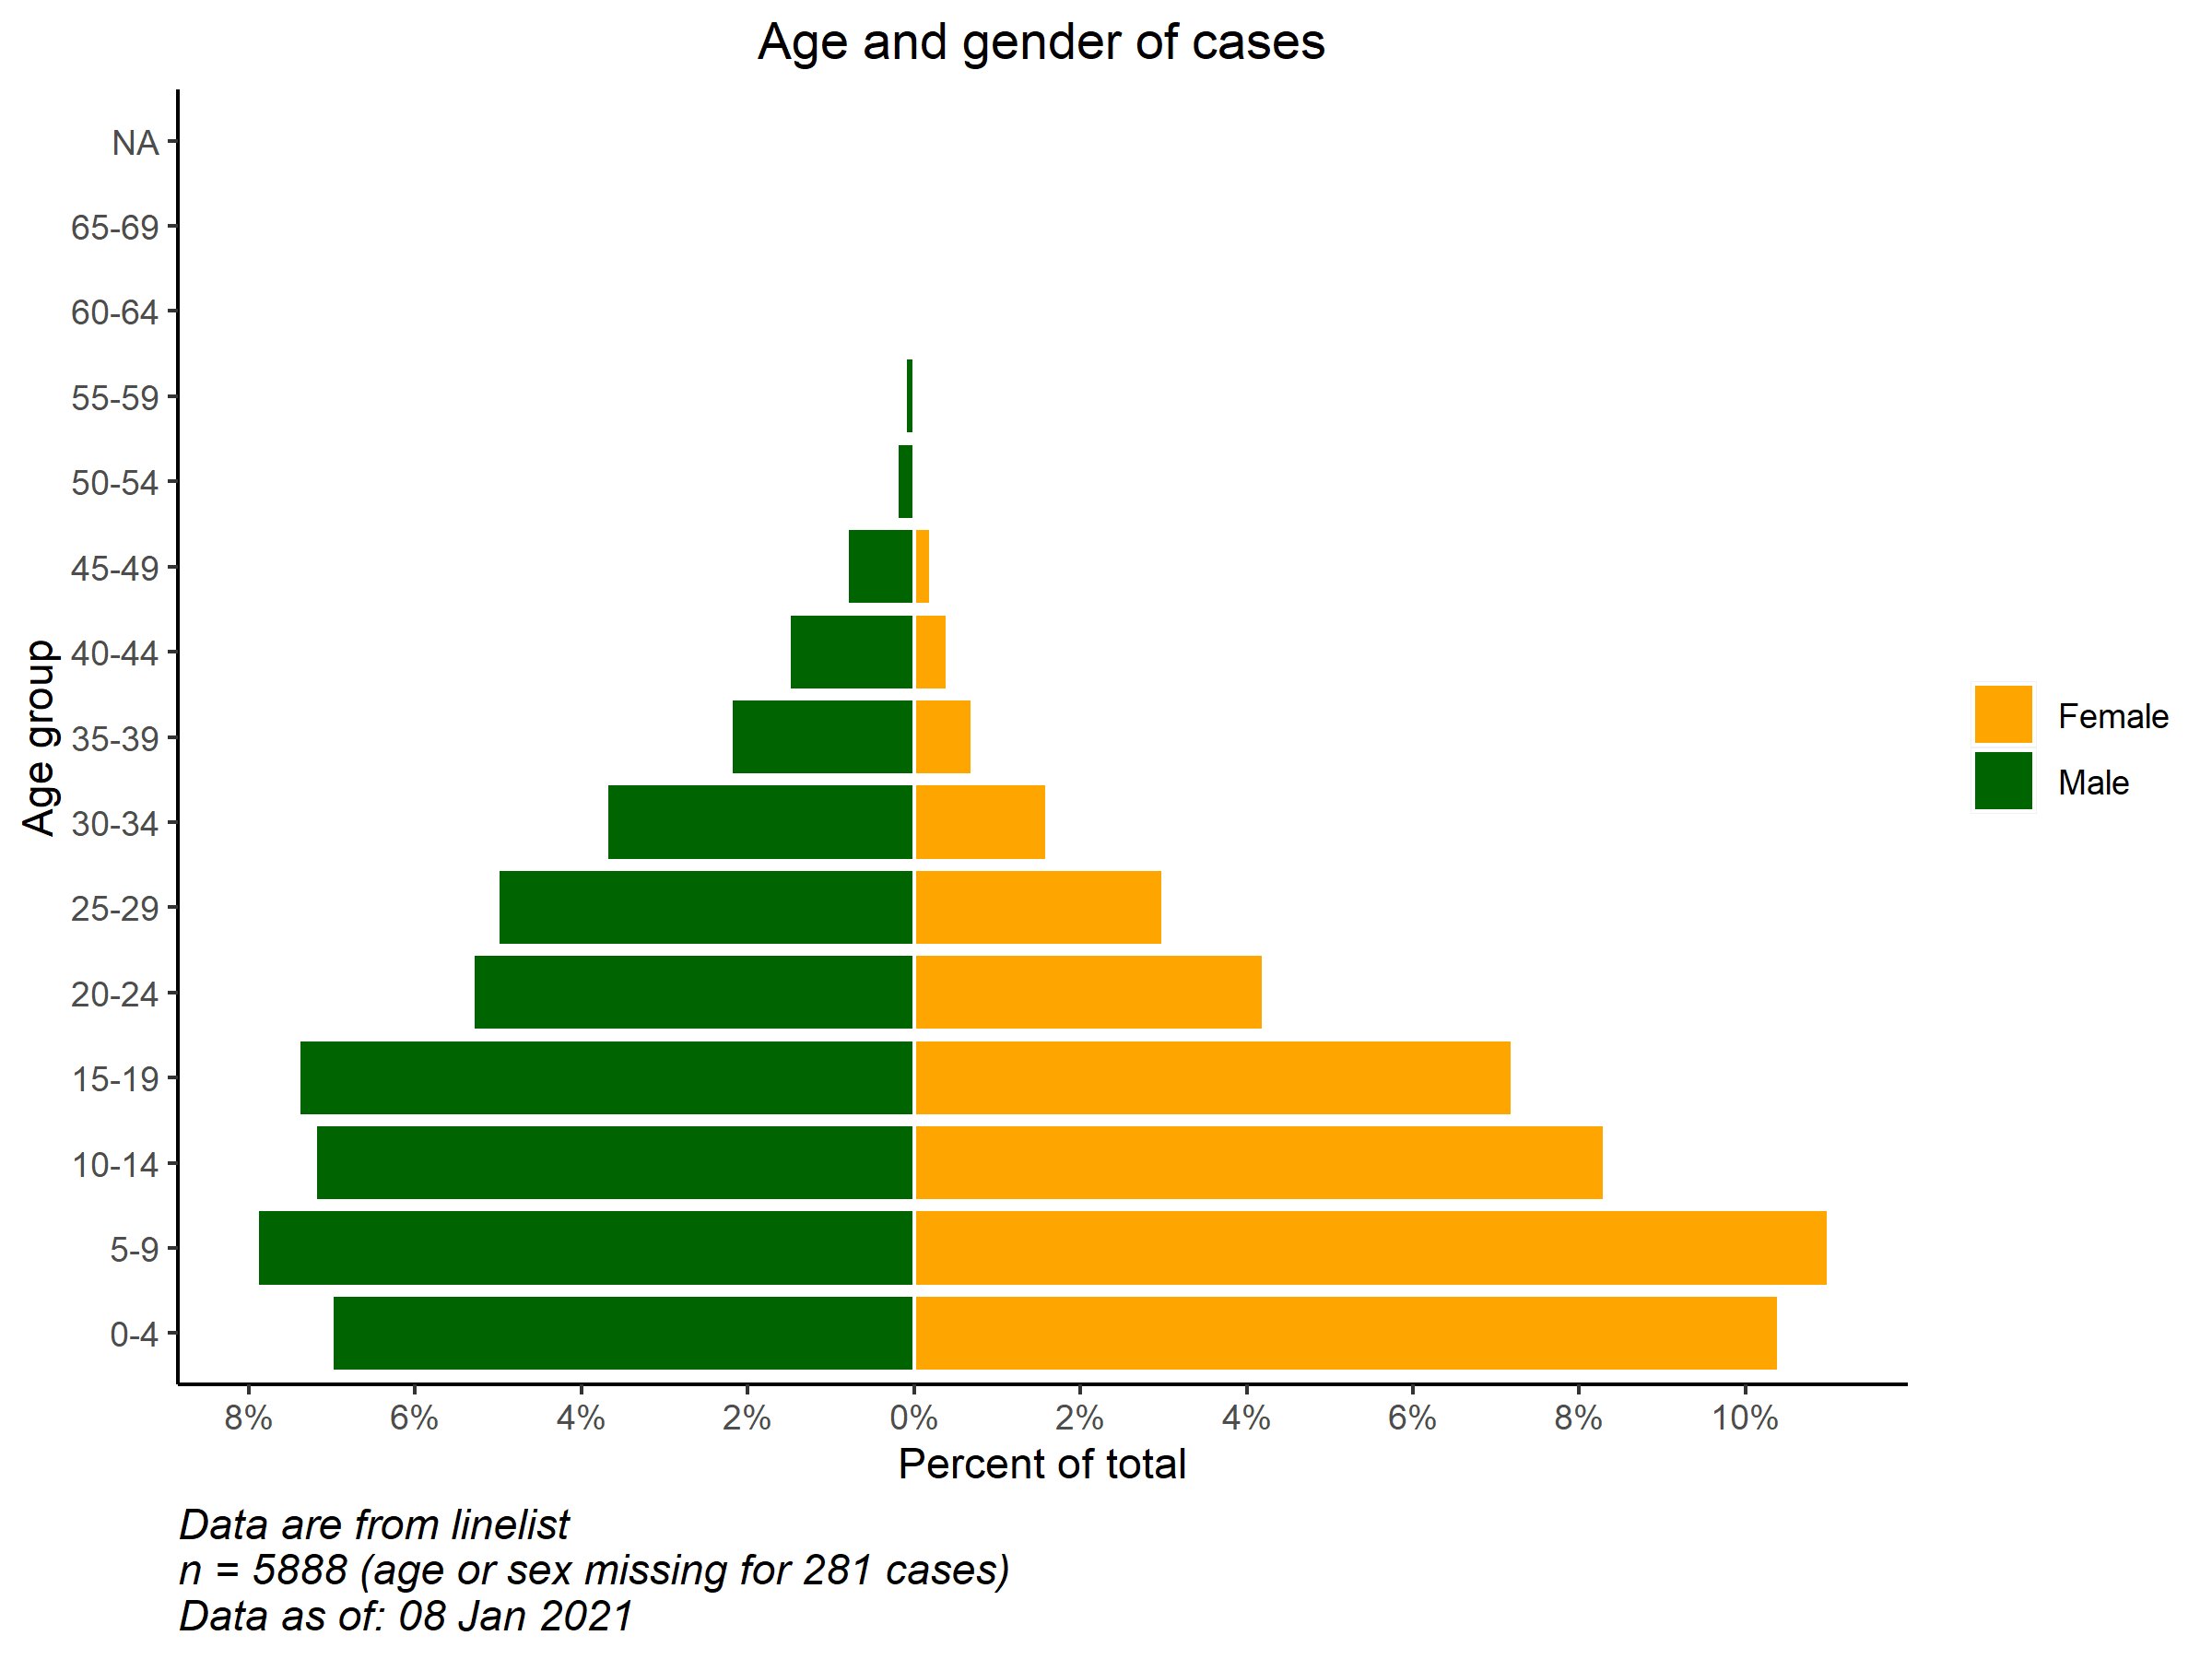 Age and gender of cases
NA
65-69
60-64
55-59
50-54
45-49
40-44
35-39
30-34
25-29
20-24
15-19
10-14
5-9
0-4
Age group
8% 6% 4% 2% 0% 2% 4% 6% 8% 10%
Percent of total
Female
Male
Data are from linelist
n = 5888 (age or sex missing for 281 cases)
Data as of: 08 Jan 2021